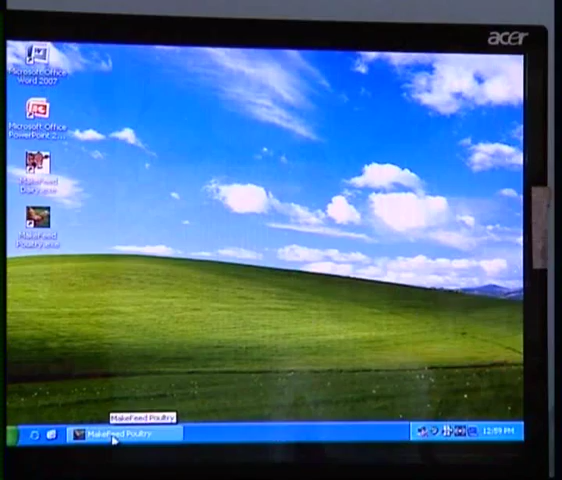 acer
Microsoft Office
Word 2007
Microsoft Office
PowerPoint 2...
MakeFeed
Dairy.exe
MakeFeed
Poultry.exe
MakeFeed Poultry
MakeFeed Poultry
12:59 PM